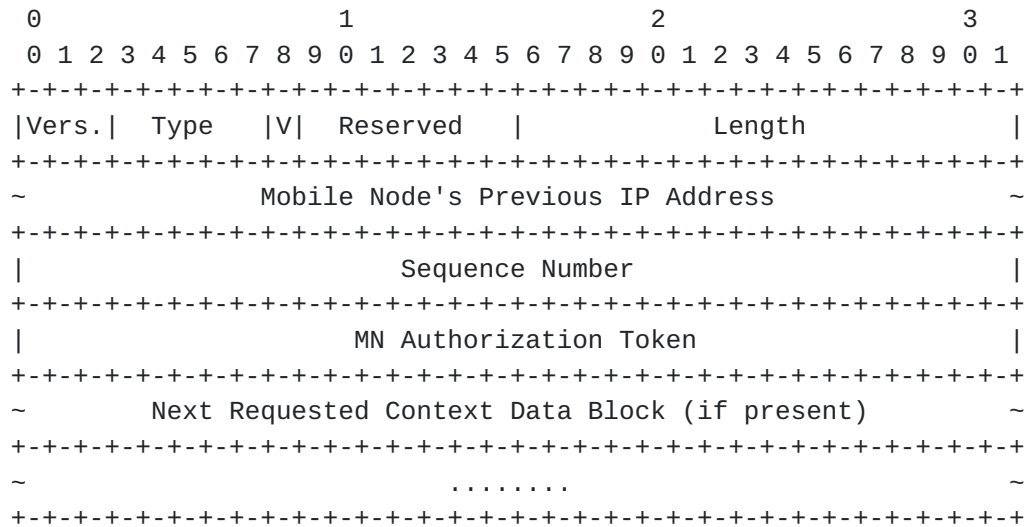 0                   1                   2                   3
 0 1 2 3 4 5 6 7 8 9 0 1 2 3 4 5 6 7 8 9 0 1 2 3 4 5 6 7 8 9 0 1
+-+-+-+-+-+-+-+-+-+-+-+-+-+-+-+-+-+-+-+-+-+-+-+-+-+-+-+-+-+-+-+-+
|Vers.|  Type   |V|  Reserved   |            Length             |
+-+-+-+-+-+-+-+-+-+-+-+-+-+-+-+-+-+-+-+-+-+-+-+-+-+-+-+-+-+-+-+-+
~               Mobile Node's Previous IP Address               ~
+-+-+-+-+-+-+-+-+-+-+-+-+-+-+-+-+-+-+-+-+-+-+-+-+-+-+-+-+-+-+-+-+
|                        Sequence Number                        |
+-+-+-+-+-+-+-+-+-+-+-+-+-+-+-+-+-+-+-+-+-+-+-+-+-+-+-+-+-+-+-+-+
|                     MN Authorization Token                    |
+-+-+-+-+-+-+-+-+-+-+-+-+-+-+-+-+-+-+-+-+-+-+-+-+-+-+-+-+-+-+-+-+
~        Next Requested Context Data Block (if present)         ~
+-+-+-+-+-+-+-+-+-+-+-+-+-+-+-+-+-+-+-+-+-+-+-+-+-+-+-+-+-+-+-+-+
~                           ........                            ~
+-+-+-+-+-+-+-+-+-+-+-+-+-+-+-+-+-+-+-+-+-+-+-+-+-+-+-+-+-+-+-+-+